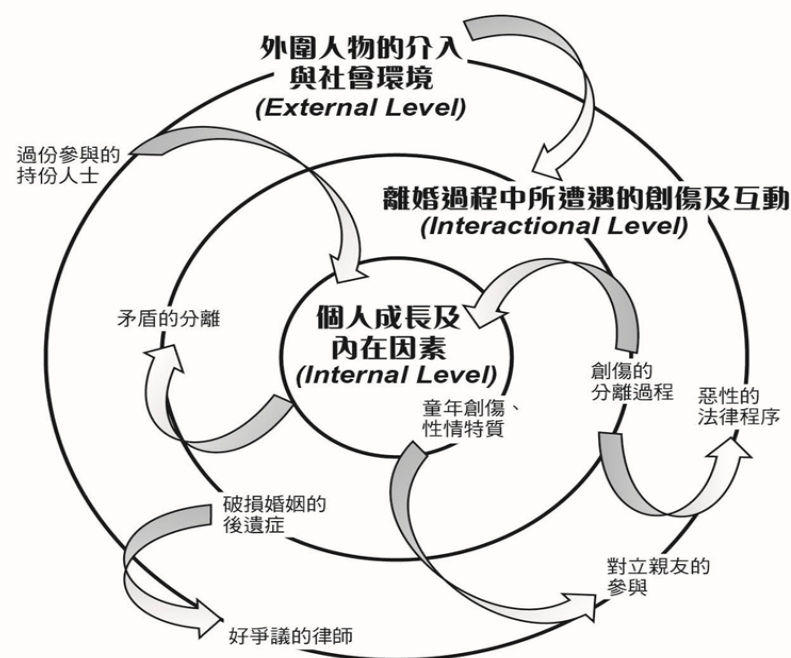 外圍人物的介入
與社會環境
(External Level)
過份參與的
持份人士
離婚過程中所遭遇的創傷及互動
(Interactional Level)
矛盾的分離
個人成長及
內在因素
(Internal Level)
童年創傷、
性情特質
創傷的
分離過程
惡性的
法律程序
破損婚姻的
後遺症
對立親友的
參與
好爭議的律師